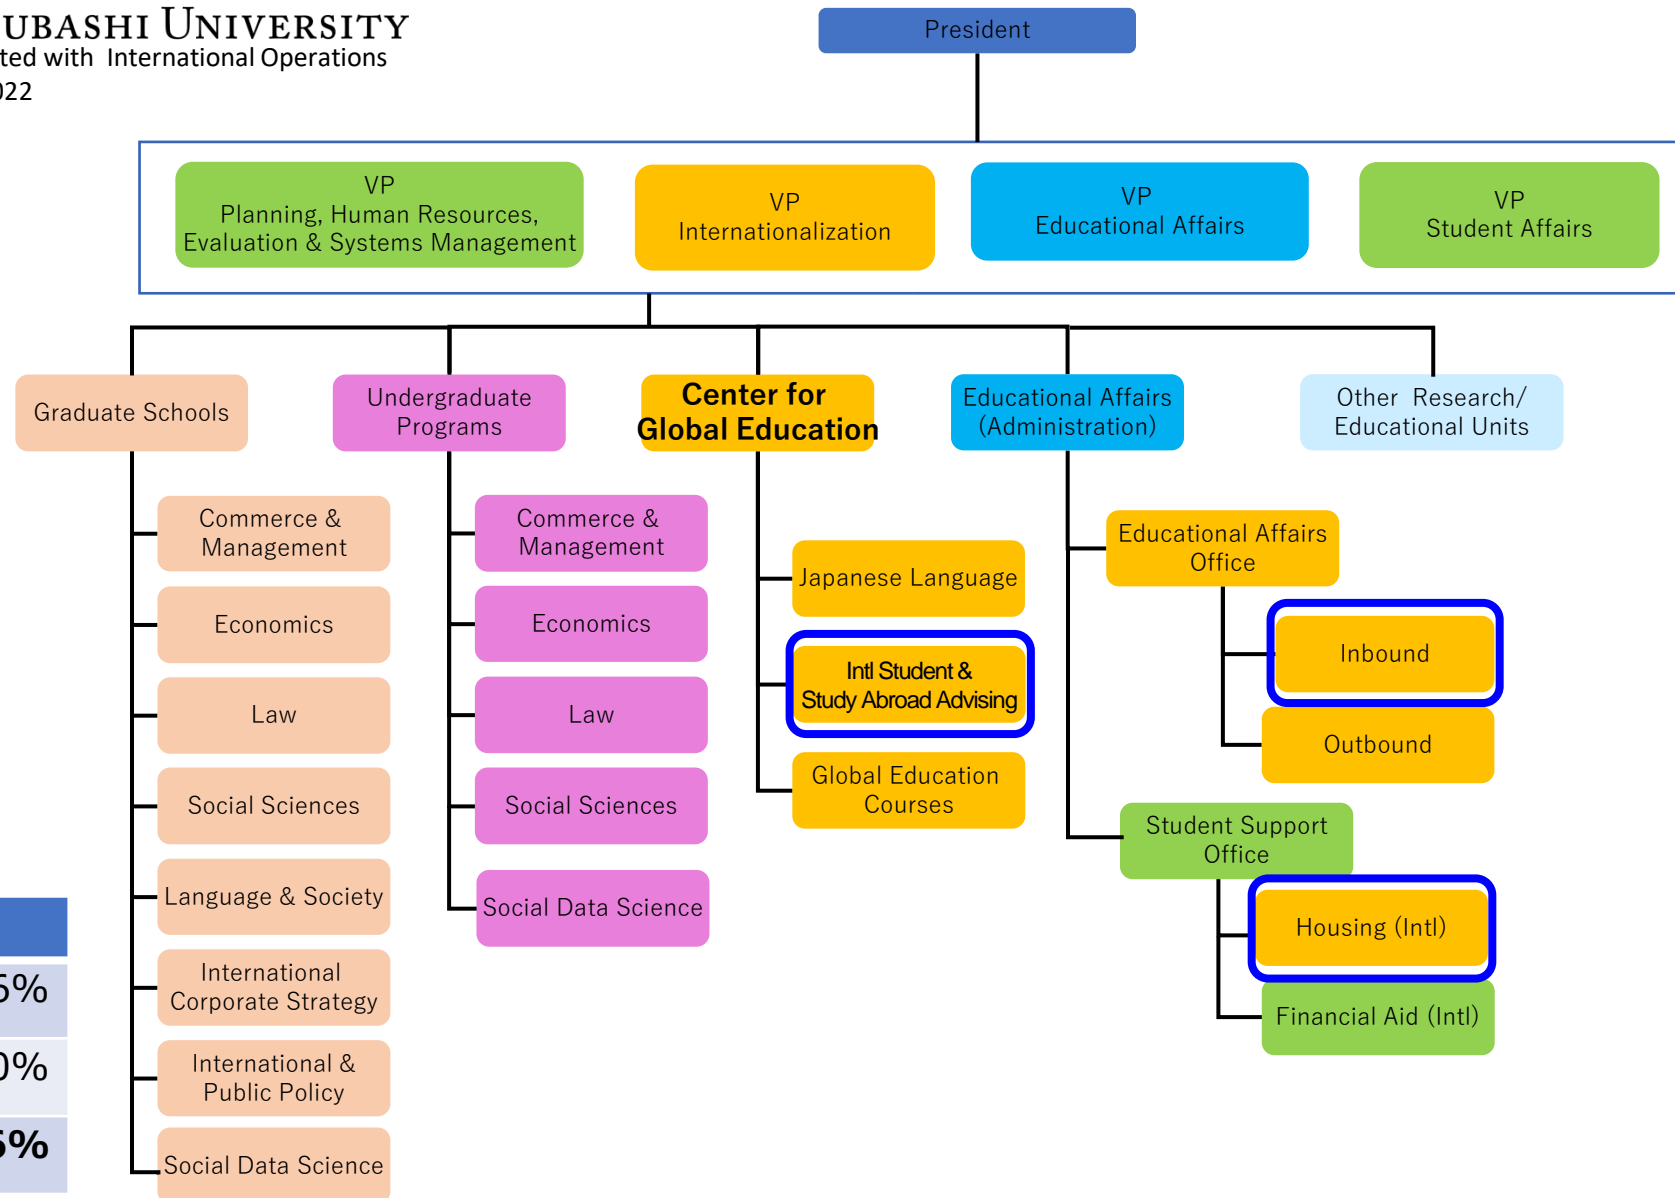 UBASHI UNIVERSITY
ted with International Operations
022
President
VP
Planning, Human Resources,
Evaluation & Systems Management
VP
Internationalization
VP
Educational Affairs
VP
Student Affairs
Graduate Schools
Undergraduate
Programs
Center for
Global Education
Educational Affairs
(Administration)
Other Research/
Educational Units
Commerce &
Management
Economics
Law
Social Sciences
Language & Society
International
Corporate Strategy
International &
Public Policy
Social Data Science
Commerce &
Management
Economics
Law
Social Sciences
Social Data Science
Japanese Language
Intl Student &
Study Abroad Advising
Global Education
Courses
Educational Affairs
Office
Inbound
Outbound
Student Support
Office
Housing (Intl)
Financial Aid (Intl)
%
0%
%